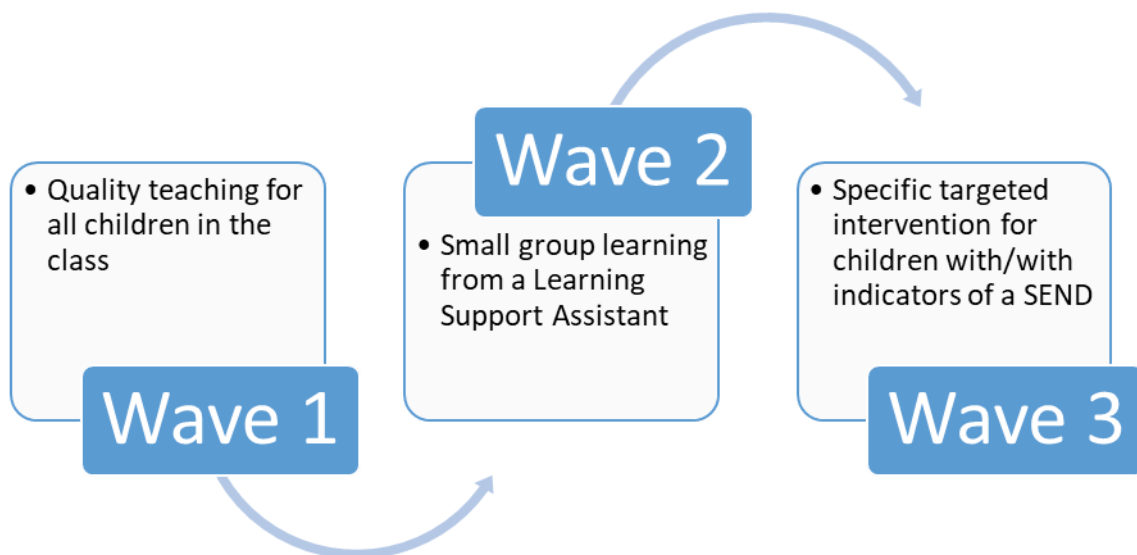 • Quality teaching for
all children in the
class
Wave 1
Wave 2
• Small group learning
from a Learning
Support Assistant
• Specific targeted
intervention for
children with/with
indicators of a SEND
Wave 3